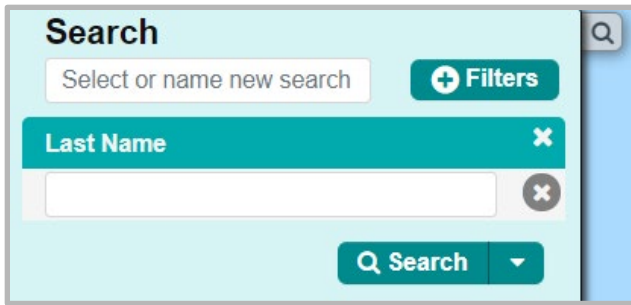 Search
Select or name new search
Filters
Last Name
Search